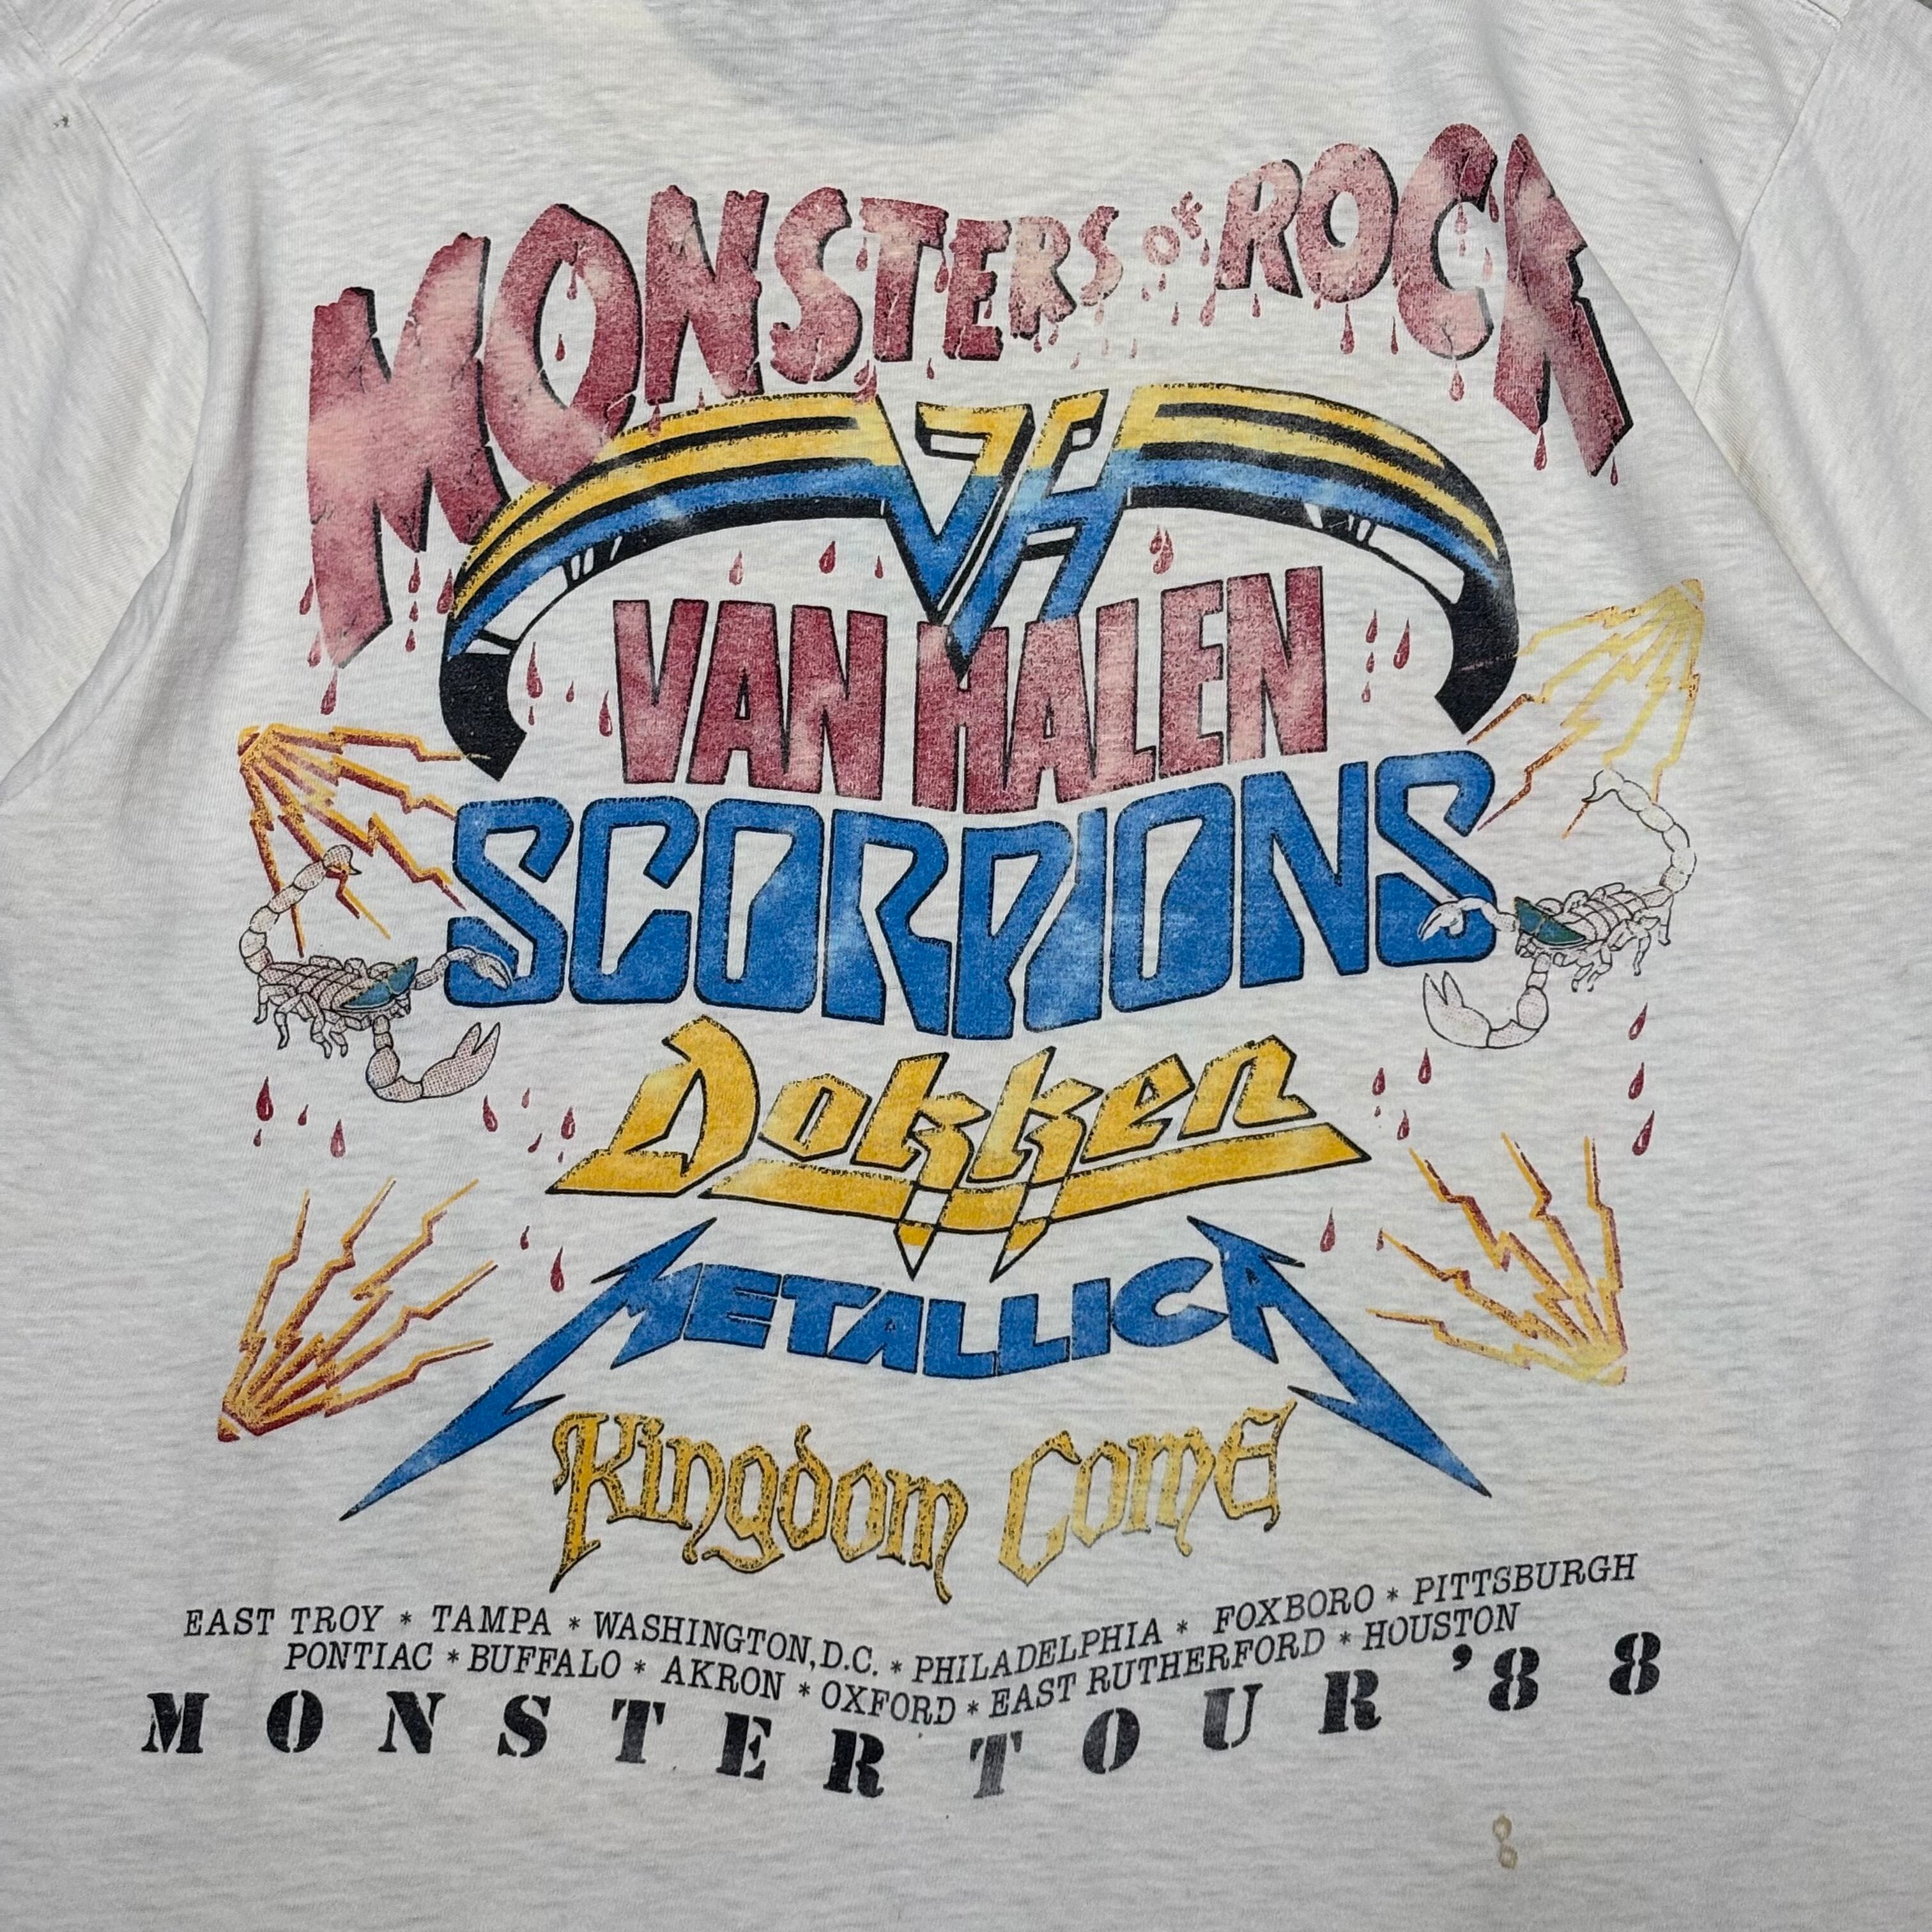 MONSTERS OF ROCK
VH
VAN HALEN
SCORPIONS
Dokken
METALLICA
Kingdom Come
EAST TROY * TAMPA * WASHINGTON, D.C. * PHILADELPHIA * FOXBORO * PITTSBURGH
PONTIAC * BUFFALO * AKRON * OXFORD * EAST RUTHERFORD * HOUSTON
MONSTER TOUR '88